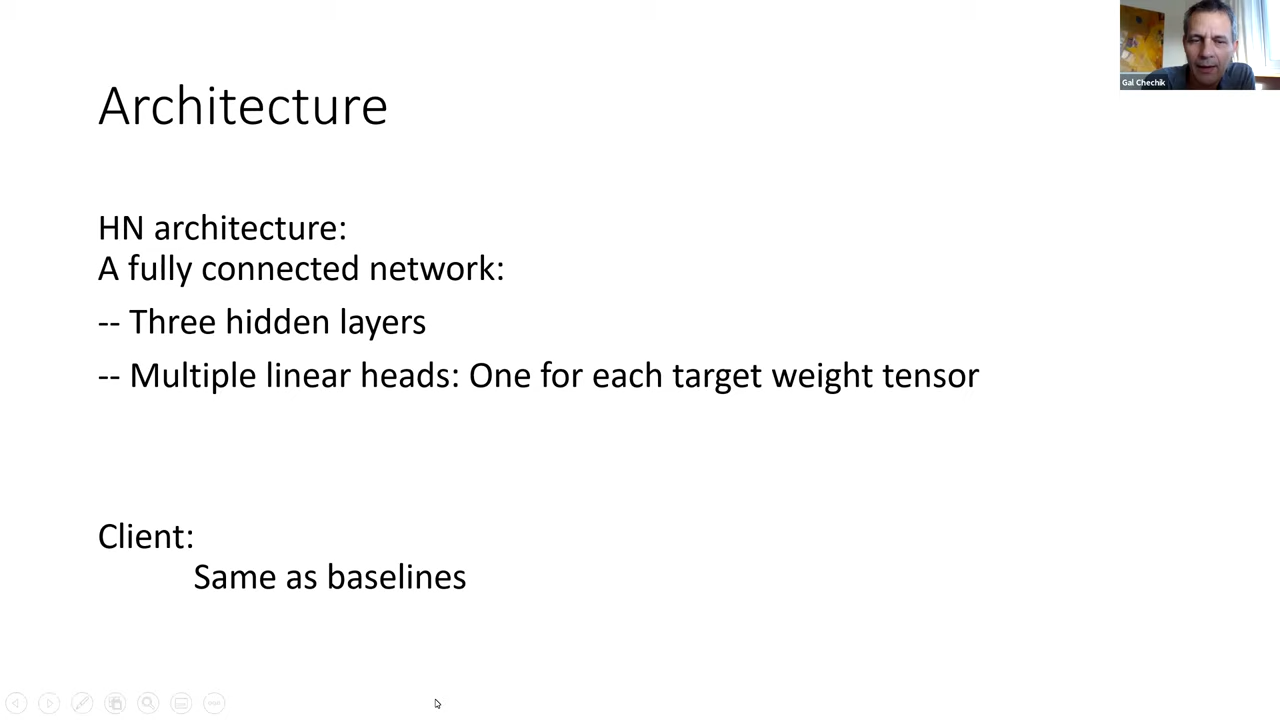 Gal Chechik
Architecture
HN architecture:
A fully connected network:
-- Three hidden layers
-- Multiple linear heads: One for each target weight tensor
Client:
Same as baselines